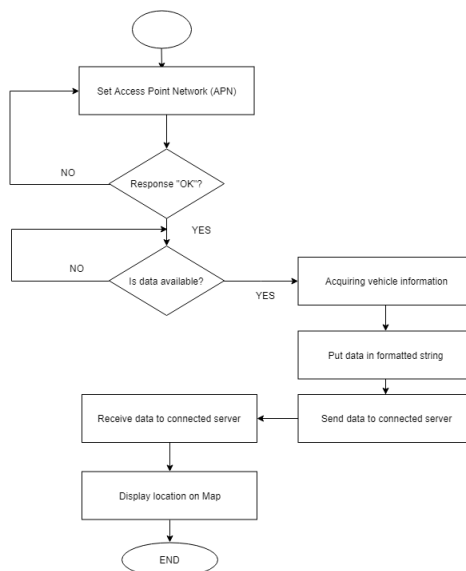 Set Access Point Network (APN)
NO
Response "OK"?
YES
NO
Is data available?
YES
Acquiring vehicle information
Put data in formatted string
Receive data to connected server
Send data to connected server
Display location on Map
END